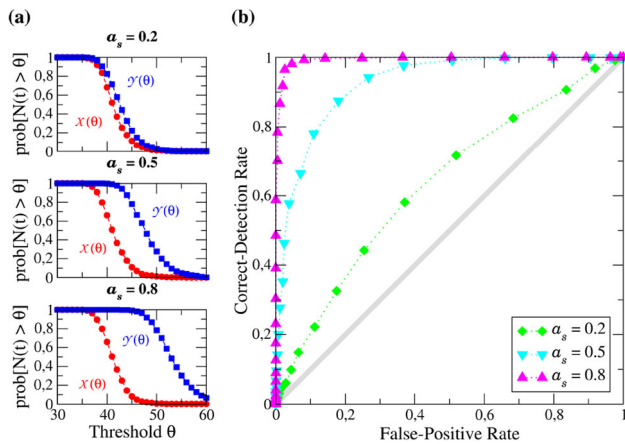 (a)
a_s = 0.2
prob[N(t) > θ]
1
0,8
0,6
0,4
0,2
0
𝒴(θ)
𝒳(θ)
a_s = 0.5
prob[N(t) > θ]
1
0,8
0,6
0,4
0,2
0
𝒴(θ)
𝒳(θ)
a_s = 0.8
prob[N(t) > θ]
1
0,8
0,6
0,4
0,2
0
𝒴(θ)
𝒳(θ)
30 40 50 60
Threshold θ
(b)
Correct-Detection Rate
1
0,8
0,6
0,4
0,2
0
a_s = 0.2
a_s = 0.5
a_s = 0.8
0 0,2 0,4 0,6 0,8 1
False-Positive Rate